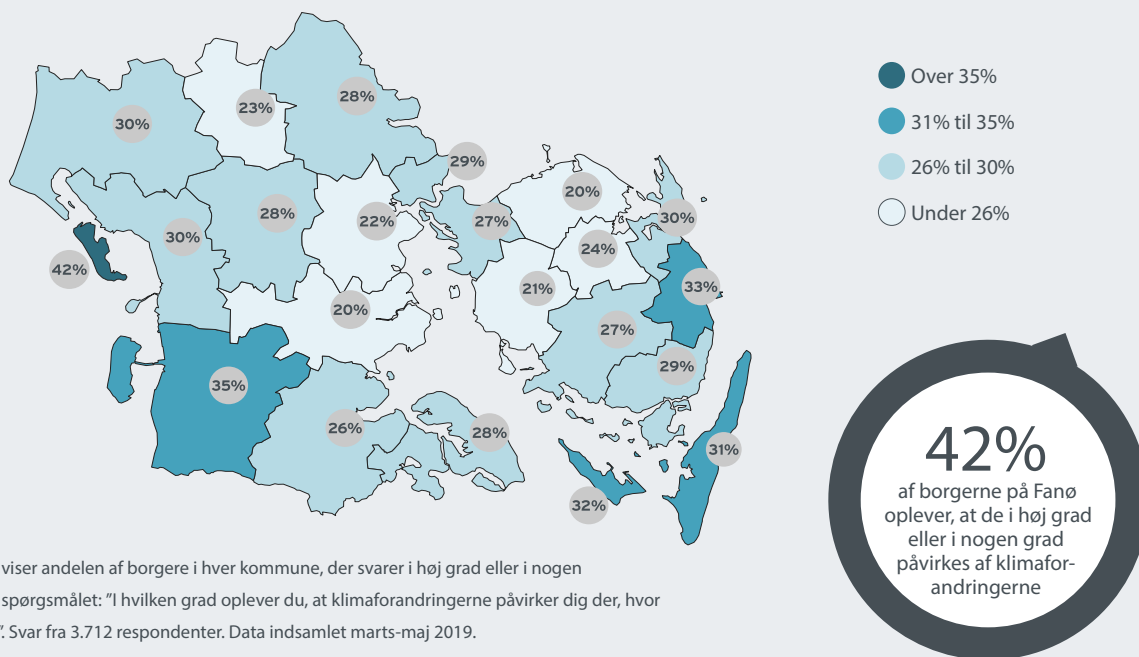 28%
23%
30%
29%
20%
28%
22%
27%
30%
30%
24%
42%
21%
33%
20%
27%
35%
29%
26%
28%
31%
32%
Over 35%
31% til 35%
26% til 30%
Under 26%
42%
af borgerne på Fanø
oplever, at de i høj grad
eller i nogen grad
påvirkes af klimafor-
andringerne
viser andelen af borgere i hver kommune, der svarer i høj grad eller i nogen
spørgsmålet: ”I hvilken grad oplever du, at klimaforandringerne påvirker dig der, hvor
”. Svar fra 3.712 respondenter. Data indsamlet marts-maj 2019.